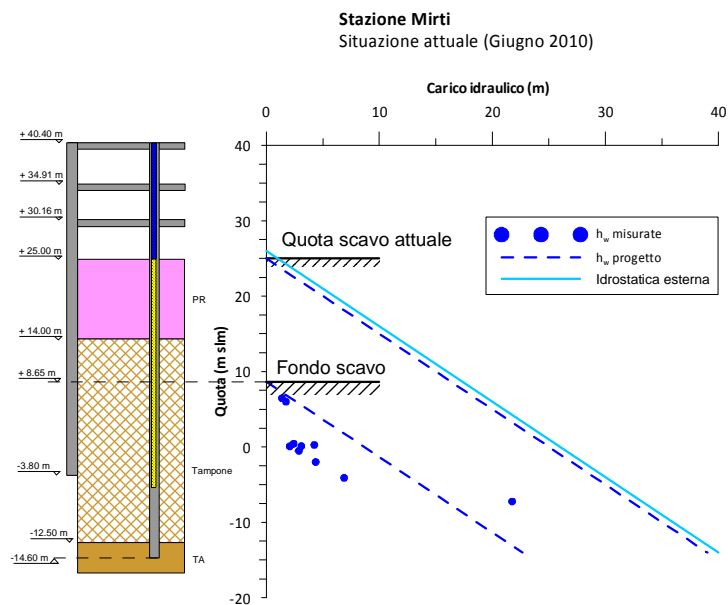 Stazione Mirti
Situazione attuale (Giugno 2010)
Carico idraulico (m)
0 10 20 30 40
+ 40.40 m
+ 34.91 m
+ 30.16 m
+ 25.00 m
+ 14.00 m
+ 8.65 m
-3.80 m
-12.50 m
-14.60 m
PR
Tampone
TA
Quota (m slm)
40
30
20
10
0
-10
-20
Quota scavo attuale
Fondo scavo
hw misurate
hw progetto
Idrostatica esterna